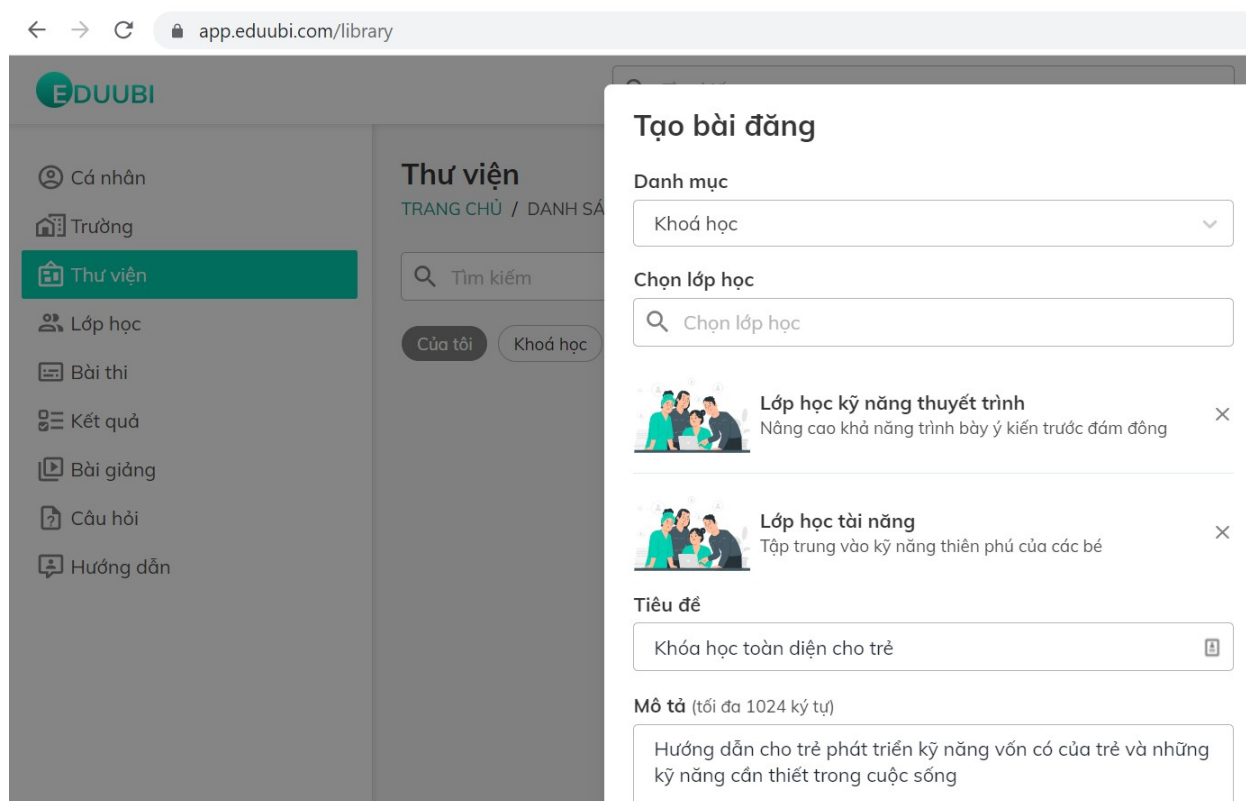 app.eduubi.com/library
EDUUBI
Cá nhân
Trường
Thư viện
Lớp học
Bài thi
Kết quả
Bài giảng
Câu hỏi
Hướng dẫn
Thư viện
TRANG CHỦ / DANH SÁ
Tìm kiếm
Của tôi
Khoá học
Tạo bài đăng
Danh mục
Khoá học
Chọn lớp học
Chọn lớp học
Lớp học kỹ năng thuyết trình
Nâng cao khả năng trình bày ý kiến trước đám đông
Lớp học tài năng
Tập trung vào kỹ năng thiên phú của các bé
Tiêu đề
Khóa học toàn diện cho trẻ
Mô tả (tối đa 1024 ký tự)
Hướng dẫn cho trẻ phát triển kỹ năng vốn có của trẻ và những
kỹ năng cần thiết trong cuộc sống